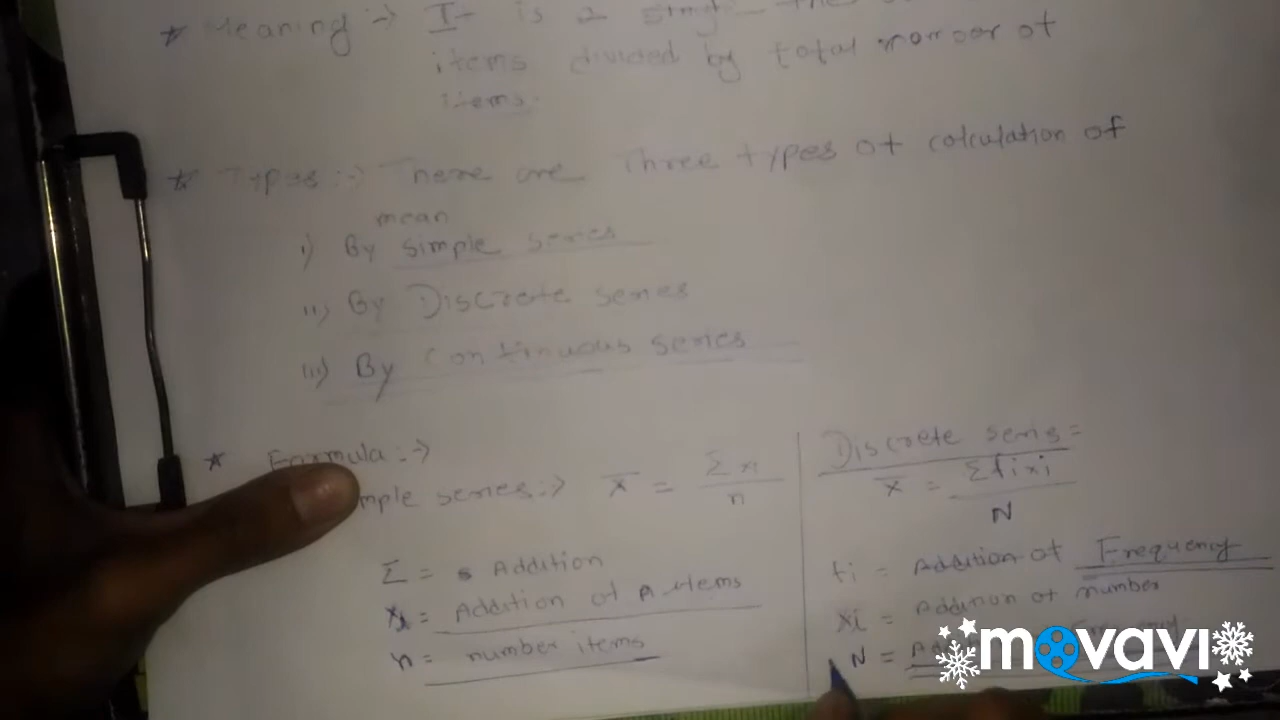 * Meaning :-> It is a
items divided by total number of
items.
* Types :-> There are Three types of calculation of
mean
i) By simple series
ii) By Discrete series
iii) By Continuous series
* Formula :->
mple series :-> x̄ = Σxi / n
Σ = Addition
xi = Addition of A items
n = number items
Discrete seris =
x̄ = Σfixi / N
fi = Addition of Frequency
xi = Addition of number
N =
movavi